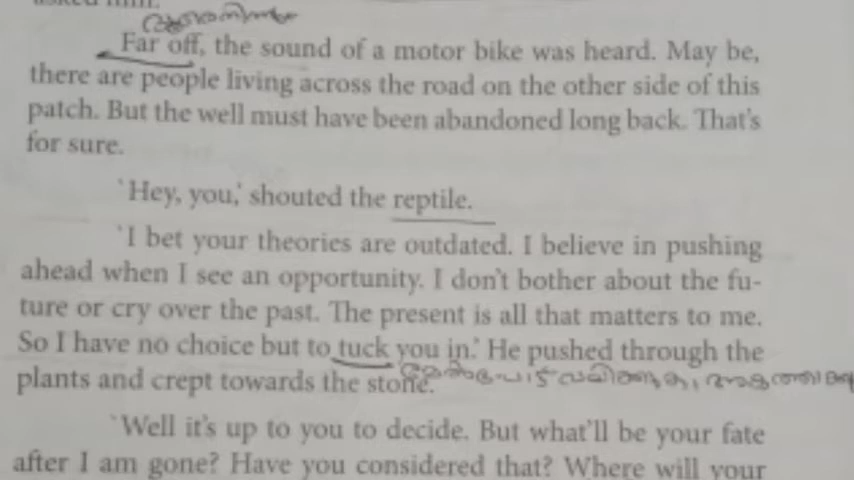 Far off, the sound of a motor bike was heard. May be,
there are people living across the road on the other side of this
patch. But the well must have been abandoned long back. That's
for sure.
'Hey, you,' shouted the reptile.
'I bet your theories are outdated. I believe in pushing
ahead when I see an opportunity. I don't bother about the fu-
ture or cry over the past. The present is all that matters to me.
So I have no choice but to tuck you in.' He pushed through the
plants and crept towards the stone.
'Well it's up to you to decide. But what'll be your fate
after I am gone? Have you considered that? Where will your